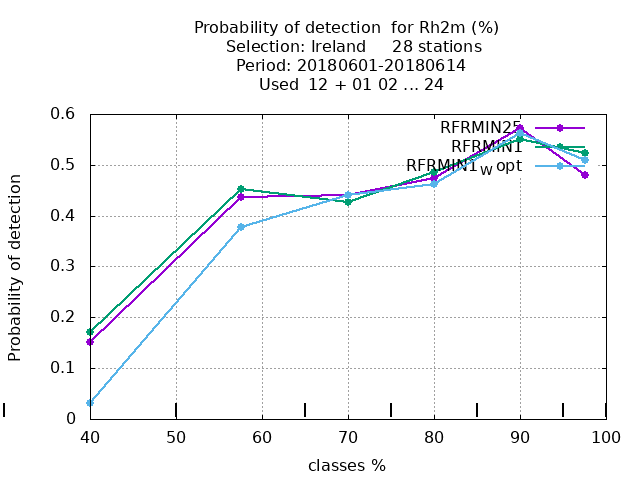 Probability of detection  for Rh2m (%)
Selection: Ireland     28 stations
Period: 20180601-20180614
Used  12 + 01 02 ... 24
0.6
0.5
0.4
0.3
0.2
0.1
0
Probability of detection
RFRMIN25
RFRMIN1
RFRMIN1w opt
40 50 60 70 80 90 100
classes %